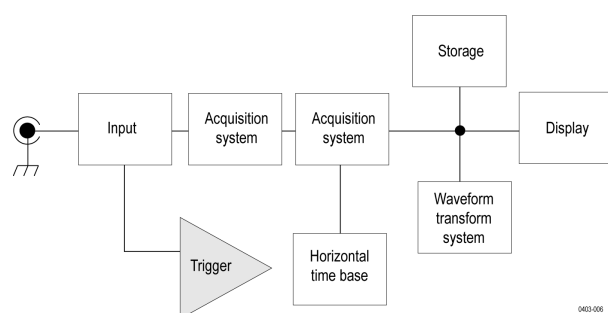 Storage
Input
Acquisition
system
Acquisition
system
Display
Waveform
transform
system
Trigger
Horizontal
time base
0403-006